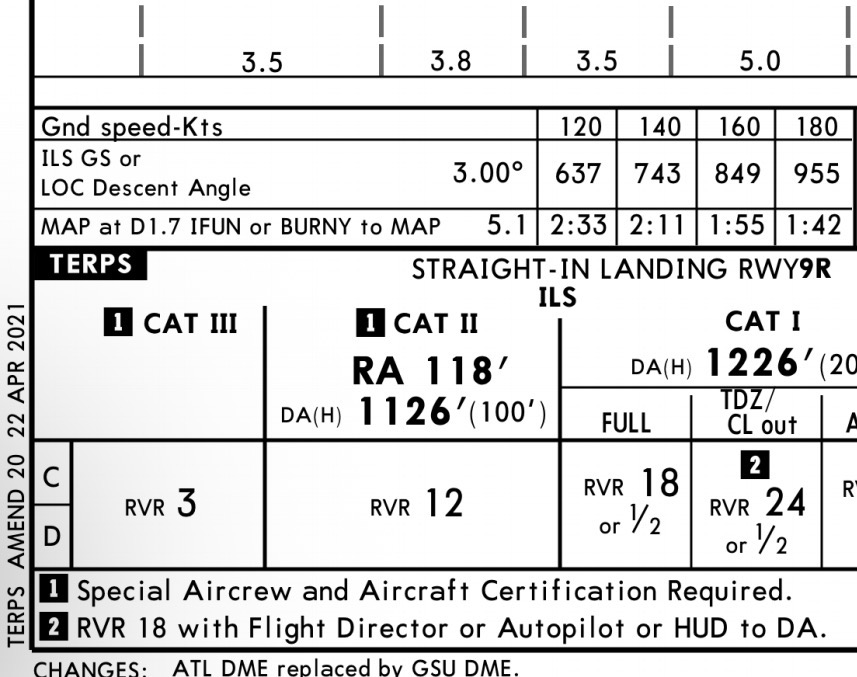 3.5 3.8 3.5 5.0
Gnd speed-Kts 120 140 160 180
ILS GS or
LOC Descent Angle 3.00° 637 743 849 955
MAP at D1.7 IFUN or BURNY to MAP 5.1 2:33 2:11 1:55 1:42
TERPS
STRAIGHT-IN LANDING RWY9R
ILS
1 CAT III
1 CAT II
RA 118'
DA(H) 1126'(100')
CAT I
DA(H) 1226'(20
FULL
TDZ/
CL out
A
C
D
RVR 3
RVR 12
RVR 18
or 1/2
2
RVR 24
or 1/2
1 Special Aircrew and Aircraft Certification Required.
2 RVR 18 with Flight Director or Autopilot or HUD to DA.
TERPS AMEND 20 22 APR 2021
CHANGES: ATL DME replaced by GSU DME.